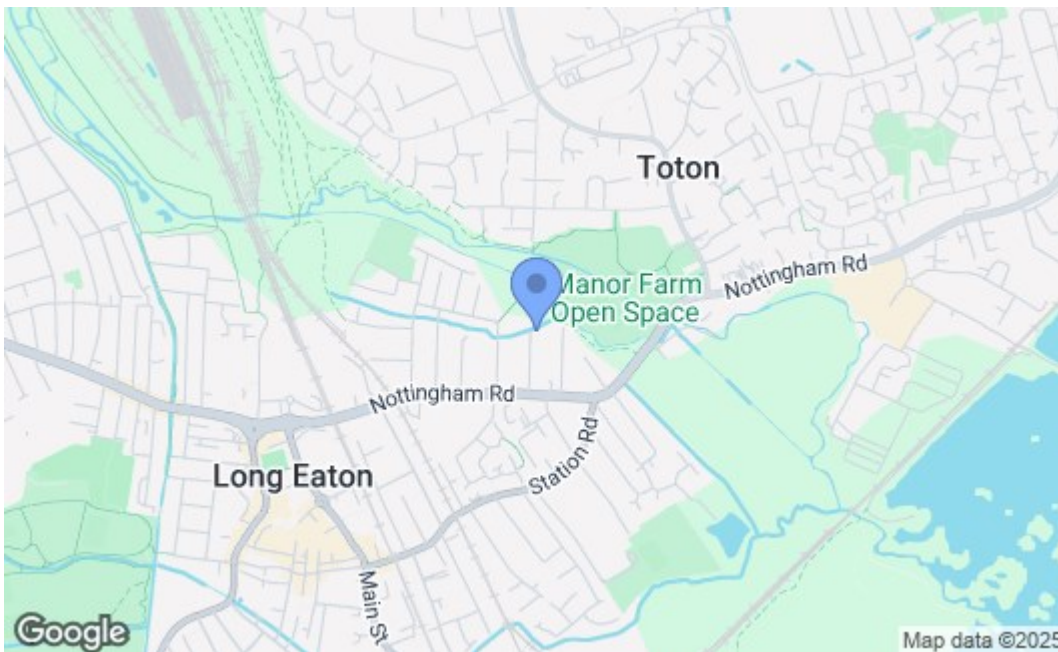 Toton
Manor Farm
Open Space
Nottingham Rd
Nottingham Rd
Station Rd
Long Eaton
Main St
Google
Map data ©2025